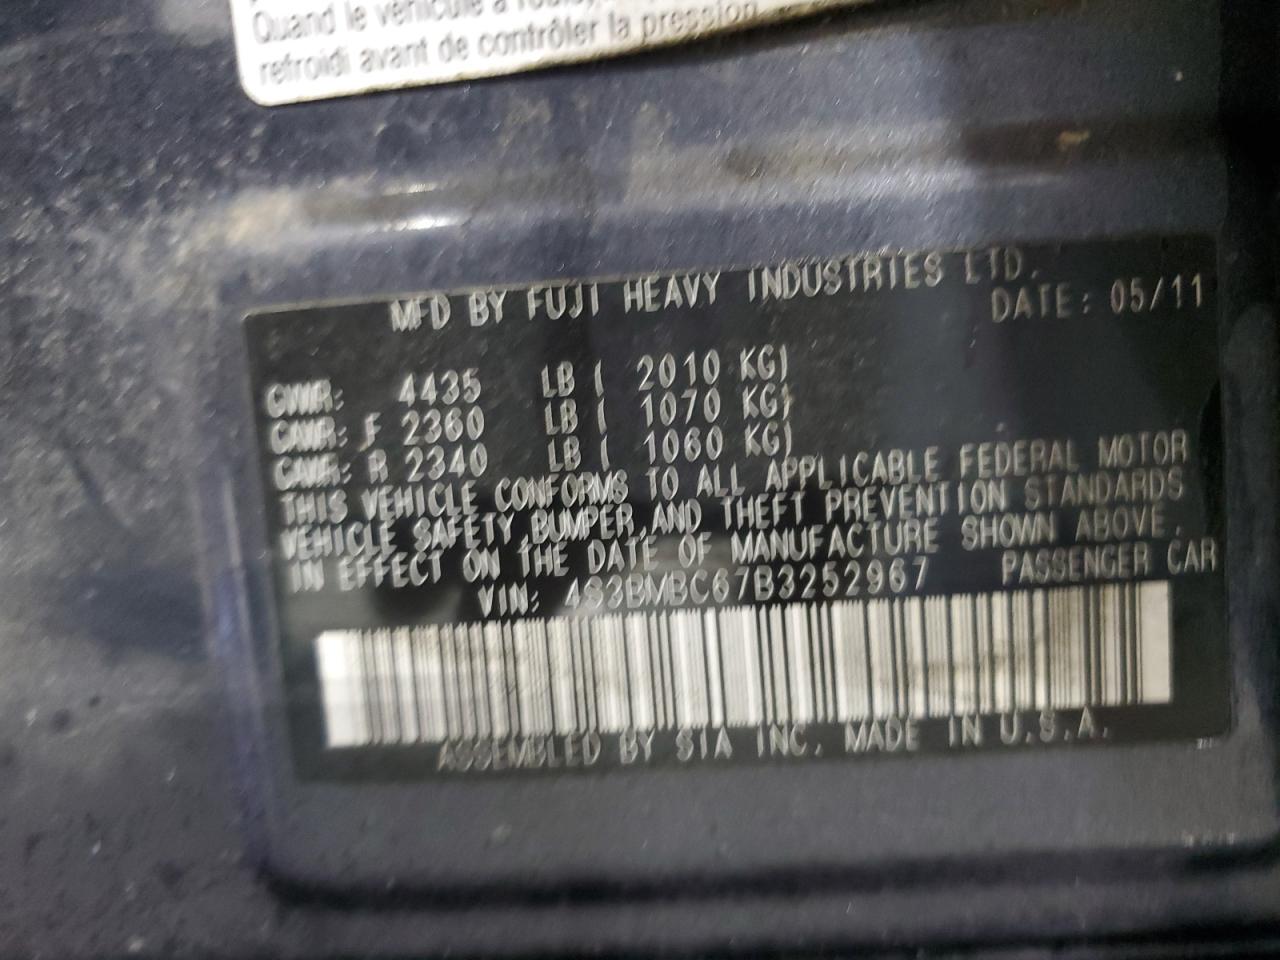 Quand le véhicule a
refroidi avant de contrôler la pression.
MFD BY FUJI HEAVY INDUSTRIES LTD.
DATE: 05/11
GVWR: 4435 LB ( 2010 KG)
GAWR: F 2360 LB ( 1070 KG)
GAWR: R 2340 LB ( 1060 KG)
THIS VEHICLE CONFORMS TO ALL APPLICABLE FEDERAL MOTOR
VEHICLE SAFETY, BUMPER, AND THEFT PREVENTION STANDARDS
IN EFFECT ON THE DATE OF MANUFACTURE SHOWN ABOVE.
VIN: 4S3BMBC67B3252967 PASSENGER CAR
ASSEMBLED BY SIA INC. MADE IN U.S.A.